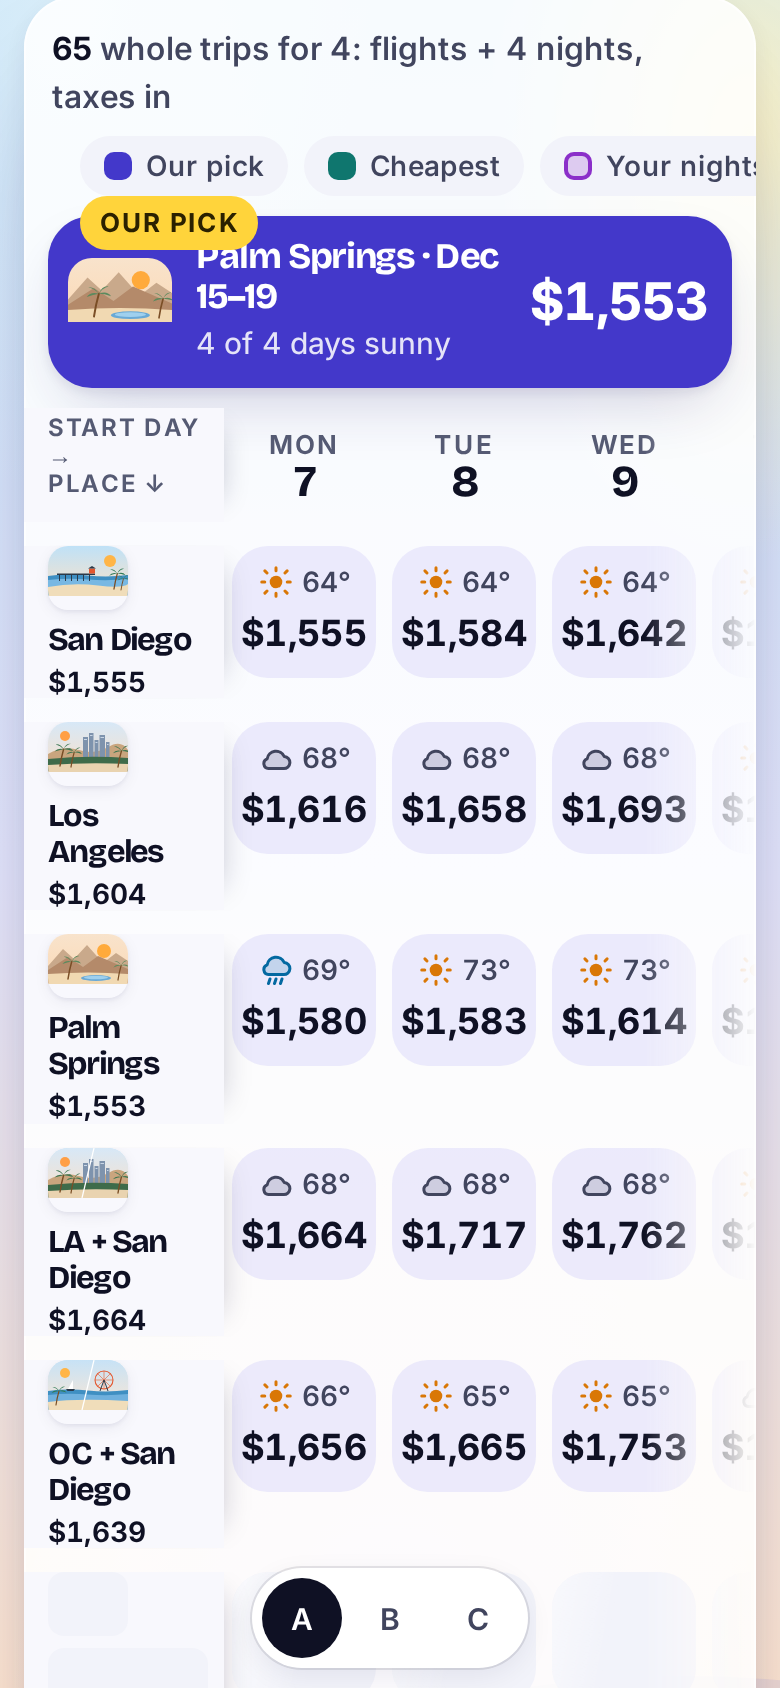 65 whole trips for 4: flights + 4 nights,
taxes in
Our pick
Cheapest
Your nights
OUR PICK
Palm Springs · Dec
15–19
$1,553
4 of 4 days sunny
START DAY
→
PLACE ↓
MON
7
TUE
8
WED
9
San Diego
$1,555
64°
$1,555
64°
$1,584
64°
$1,642
Los
Angeles
$1,604
68°
$1,616
68°
$1,658
68°
$1,693
Palm
Springs
$1,553
69°
$1,580
73°
$1,583
73°
$1,614
LA + San
Diego
$1,664
68°
$1,664
68°
$1,717
68°
$1,762
OC + San
Diego
$1,639
66°
$1,656
65°
$1,665
65°
$1,753
A
B
C